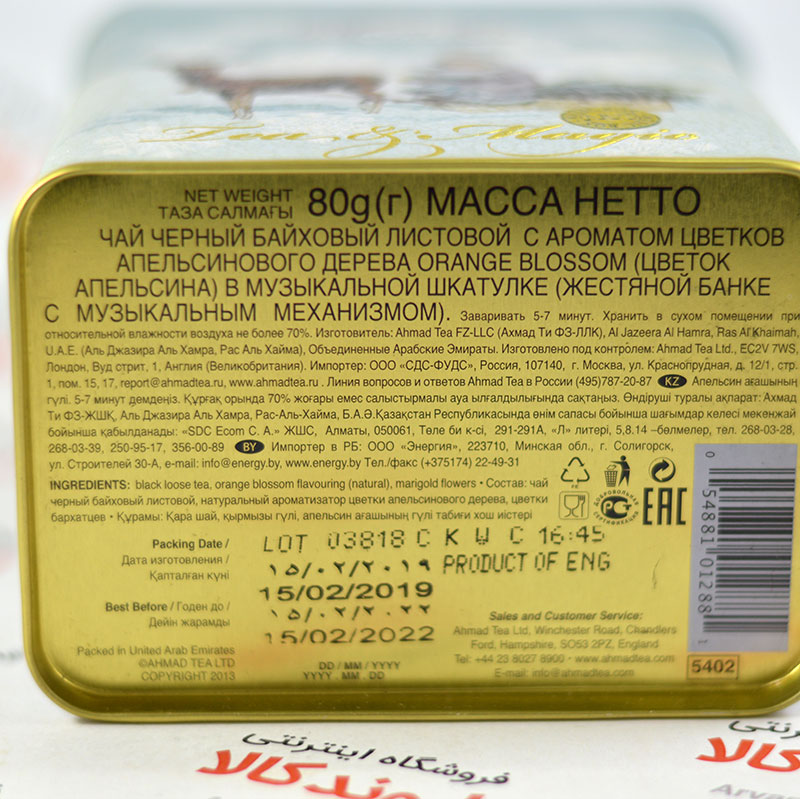 Tea & Magic
NET WEIGHT
ТАЗА САЛМАҒЫ
80g(г) МАССА НЕТТО
ЧАЙ ЧЕРНЫЙ БАЙХОВЫЙ ЛИСТОВОЙ С АРОМАТОМ ЦВЕТКОВ
АПЕЛЬСИНОВОГО ДЕРЕВА ORANGE BLOSSOM (ЦВЕТОК
АПЕЛЬСИНА) В МУЗЫКАЛЬНОЙ ШКАТУЛКЕ (ЖЕСТЯНОЙ БАНКЕ
С МУЗЫКАЛЬНЫМ МЕХАНИЗМОМ). Заваривать 5-7 минут. Хранить в сухом помещении при
относительной влажности воздуха не более 70%. Изготовитель: Ahmad Tea FZ-LLC (Ахмад Ти ФЗ-ЛЛК), Al Jazeera Al Hamra, Ras Al Khaimah,
U.A.E. (Аль Джазира Аль Хамра, Рас Аль Хайма), Объединенные Арабские Эмираты. Изготовлено под контролем: Ahmad Tea Ltd., EC2V 7WS,
Лондон, Вуд стрит. 1, Англия (Великобритания). Импортер: ООО «СДС-ФУДС», Россия, 107140, г. Москва, ул. Краснопрудная, д. 12/1, стр.
1, пом. 15, 17, report@ahmadtea.ru, www.ahmadtea.ru . Линия вопросов и ответов Ahmad Tea в России (495)787-20-87 KZ Апельсин ағашының
гүлі. 5-7 минут демдеңіз. Құрғақ орында 70% жоғары емес салыстырмалы ауа ылғалдылығында сақтаңыз. Өндіруші туралы ақпарат: Ахмад
Ти ФЗ-ЖШҚ, Аль Джазира Аль Хамра, Рас-Аль-Хайма, Б.А.Ә.Қазақстан Республикасында өнім сапасы бойынша шағымдар келесі мекенжай
бойынша қабылданады: «SDC Ecom C. A.» ЖШС, Алматы, 050061, Төле би к-сі, 291-291А, «Л» литері, 5,8.14 –бөлмелер, тел. 268-03-28,
268-03-39, 250-95-17, 356-00-89 BY Импортер в РБ: ООО «Энергия», 223710, Минская обл., г. Солигорск,
ул. Строителей 30-А, e-mail: info@energy.by www.energy.by Тел./факс (+375174) 22-49-31
INGREDIENTS: black loose tea, orange blossom flavouring (natural), marigold flowers • Состав: чай
черный байховый листовой, натуральный ароматизатор цветки апельсинового дерева, цветки
бархатцев • Құрамы: Қара шай, қырмызы гүлі, апельсин ағашының гүлі табиғи хош иістері
ДОБРОВОЛЬНАЯ
СЕРТИФИКАЦИЯ
РСТ
EAC
Packing Date /
Дата изготовления /
Қапталған күні
LOT 03818 C K W C 16:45
۱۵/۰۲/۲۰۱۹ PRODUCT OF ENG
15/02/2019
Best Before / Годен до /
Дейін жарамды
۱۵/۰۲/۲۰۲۲
15/02/2022
DD / MM / YYYY
YYYY . MM . DD
Packed in United Arab Emirates
©AHMAD TEA LTD
COPYRIGHT 2013
Sales and Customer Service:
Ahmad Tea Ltd, Winchester Road, Chandlers
Ford, Hampshire, SO53 2PZ, England
Tel: +44 23 8027 8900 • www.ahmadtea.com
E-mail: info@ahmadtea.com
0 54881 01288 1
5402
فروشگاه اینترنتی
اروند کالا